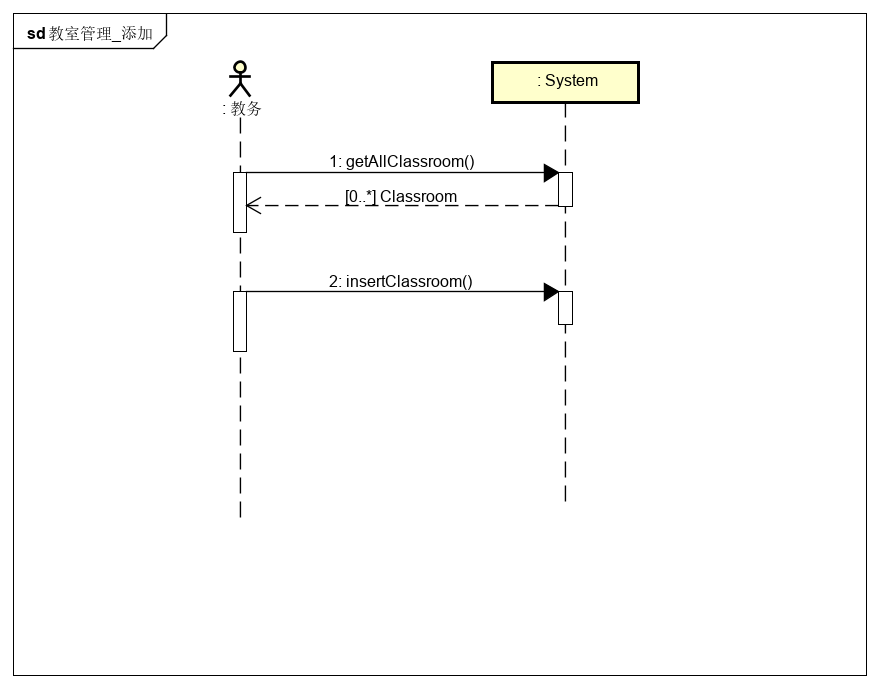 sd 教室管理_添加
: 教务
: System
1: getAllClassroom()
[0..*] Classroom
2: insertClassroom()